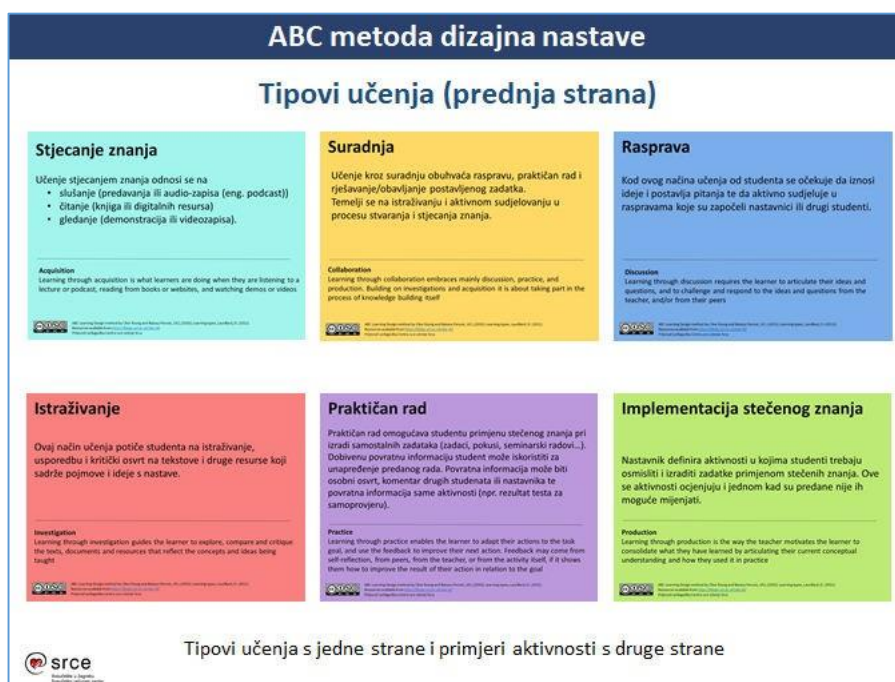 ABC metoda dizajna nastave
Tipovi učenja (prednja strana)
Stjecanje znanja
Učenje stjecanjem znanja odnosi se na
• slušanje (predavanja ili audio-zapisa (eng. podcast))
• čitanje (knjiga ili digitalnih resursa)
• gledanje (demonstracija ili videozapisa).
Acquisition
Learning through acquisition is what learners are doing when they are listening to a
lecture or podcast, reading from books or websites, and watching demos or videos
Suradnja
Učenje kroz suradnju obuhvaća raspravu, praktičan rad i
rješavanje/obavljanje postavljenog zadatka.
Temelji se na istraživanju i aktivnom sudjelovanju u
procesu stvaranja i stjecanja znanja.
Collaboration
Learning through collaboration embraces mainly discussion, practice, and
production. Building on investigations and acquisition it is about taking part in the
process of knowledge building itself
Rasprava
Kod ovog načina učenja od studenta se očekuje da iznosi
ideje i postavlja pitanja te da aktivno sudjeluje u
raspravama koje su započeli nastavnici ili drugi studenti.
Discussion
Learning through discussion requires the learner to articulate their ideas and
questions, and to challenge and respond to the ideas and questions from the
teacher, and/or from their peers
Istraživanje
Ovaj način učenja potiče studenta na istraživanje,
usporedbu i kritički osvrt na tekstove i druge resurse koji
sadrže pojmove i ideje s nastave.
Investigation
Learning through investigation guides the learner to explore, compare and critique
the texts, documents and resources that reflect the concepts and ideas being
taught
Praktičan rad
Praktičan rad omogućava studentu primjenu stečenog znanja pri
izradi samostalnih zadataka (zadaci, pokusi, seminarski radovi...).
Dobivenu povratnu informaciju student može iskoristiti za
unapređenje predanog rada. Povratna informacija može biti
osobni osvrt, komentar drugih studenata ili nastavnika te
povratna informacija same aktivnosti (npr. rezultat testa za
samoprovjeru).
Practice
Learning through practice enables the learner to adapt their actions to the task
goal, and use the feedback to improve their next action. Feedback may come from
self-reflection, from peers, from the teacher, or from the activity itself, if it shows
them how to improve the result of their action in relation to the goal
Implementacija stečenog znanja
Nastavnik definira aktivnosti u kojima studenti trebaju
osmisliti i izraditi zadatke primjenom stečenih znanja. Ove
se aktivnosti ocjenjuju i jednom kad su predane nije ih
moguće mijenjati.
Production
Learning through production is the way the teacher motivates the learner to
consolidate what they have learned by articulating their current conceptual
understanding and how they used it in practice
Tipovi učenja s jedne strane i primjeri aktivnosti s druge strane
srce